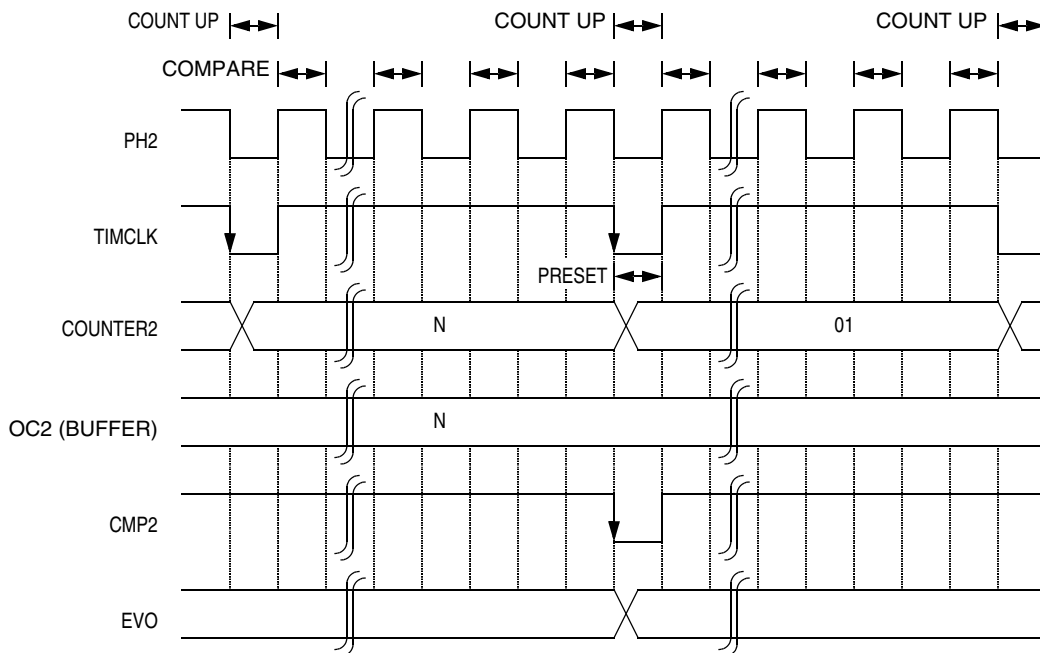 COUNT UP COUNT UP COUNT UP
COMPARE
PH2
TIMCLK
PRESET
COUNTER2 N 01
OC2 (BUFFER) N
CMP2
EVO